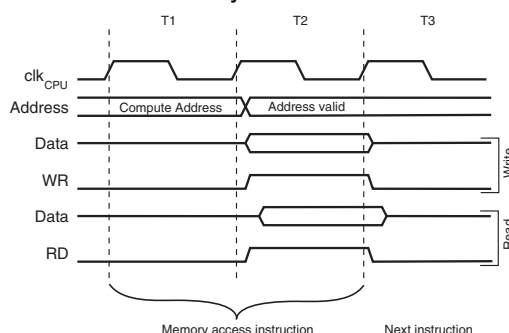 T1 T2 T3
clkCPU
Address Compute Address Address valid
Data
WR
Write
Data
RD
Read
Memory access instruction Next instruction